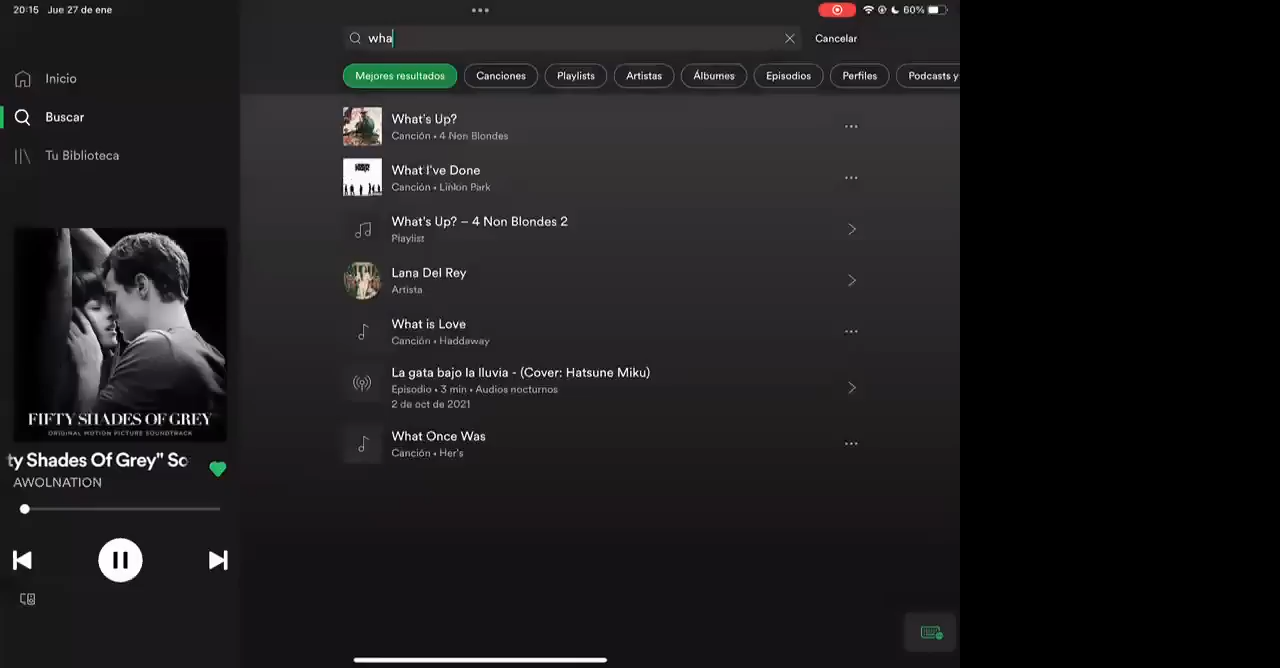 20:15 Jue 27 de ene
60%
wha
Cancelar
Inicio
Buscar
Tu Biblioteca
Mejores resultados
Canciones
Playlists
Artistas
Álbumes
Episodios
Perfiles
Podcasts y
What's Up?
Canción • 4 Non Blondes
What I've Done
Canción • Linkin Park
What's Up? – 4 Non Blondes 2
Playlist
Lana Del Rey
Artista
What is Love
Canción • Haddaway
La gata bajo la lluvia - (Cover: Hatsune Miku)
Episodio • 3 min • Audios nocturnos
2 de oct de 2021
What Once Was
Canción • Her's
FIFTY SHADES OF GREY
ORIGINAL MOTION PICTURE SOUNDTRACK
ty Shades Of Grey" So
AWOLNATION